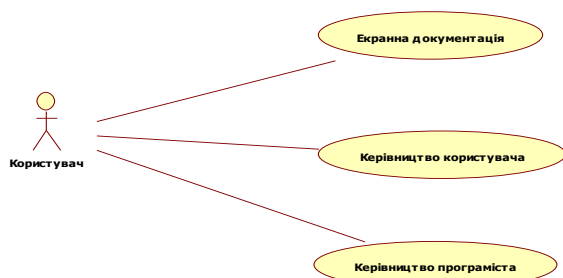 Екранна документація
Користувач
Керівництво користувача
Керівництво програміста